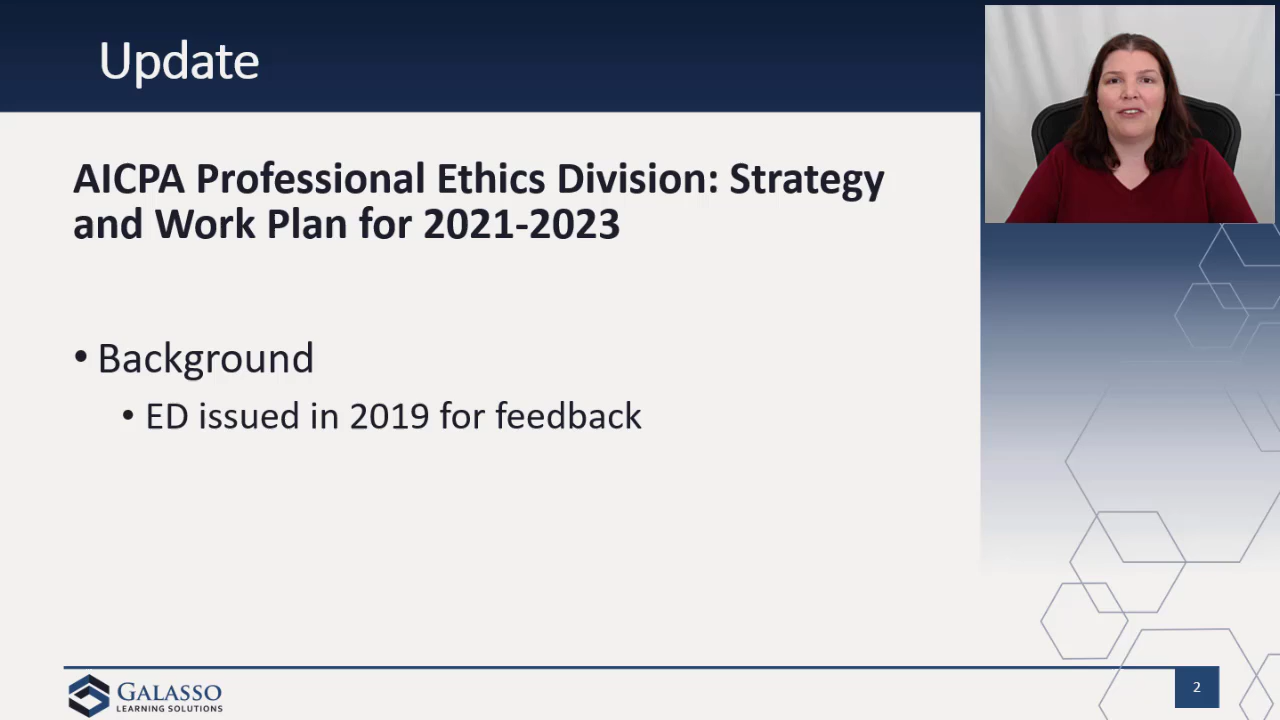 Update
AICPA Professional Ethics Division: Strategy
and Work Plan for 2021-2023
• Background
• ED issued in 2019 for feedback
GALASSO
LEARNING SOLUTIONS
2